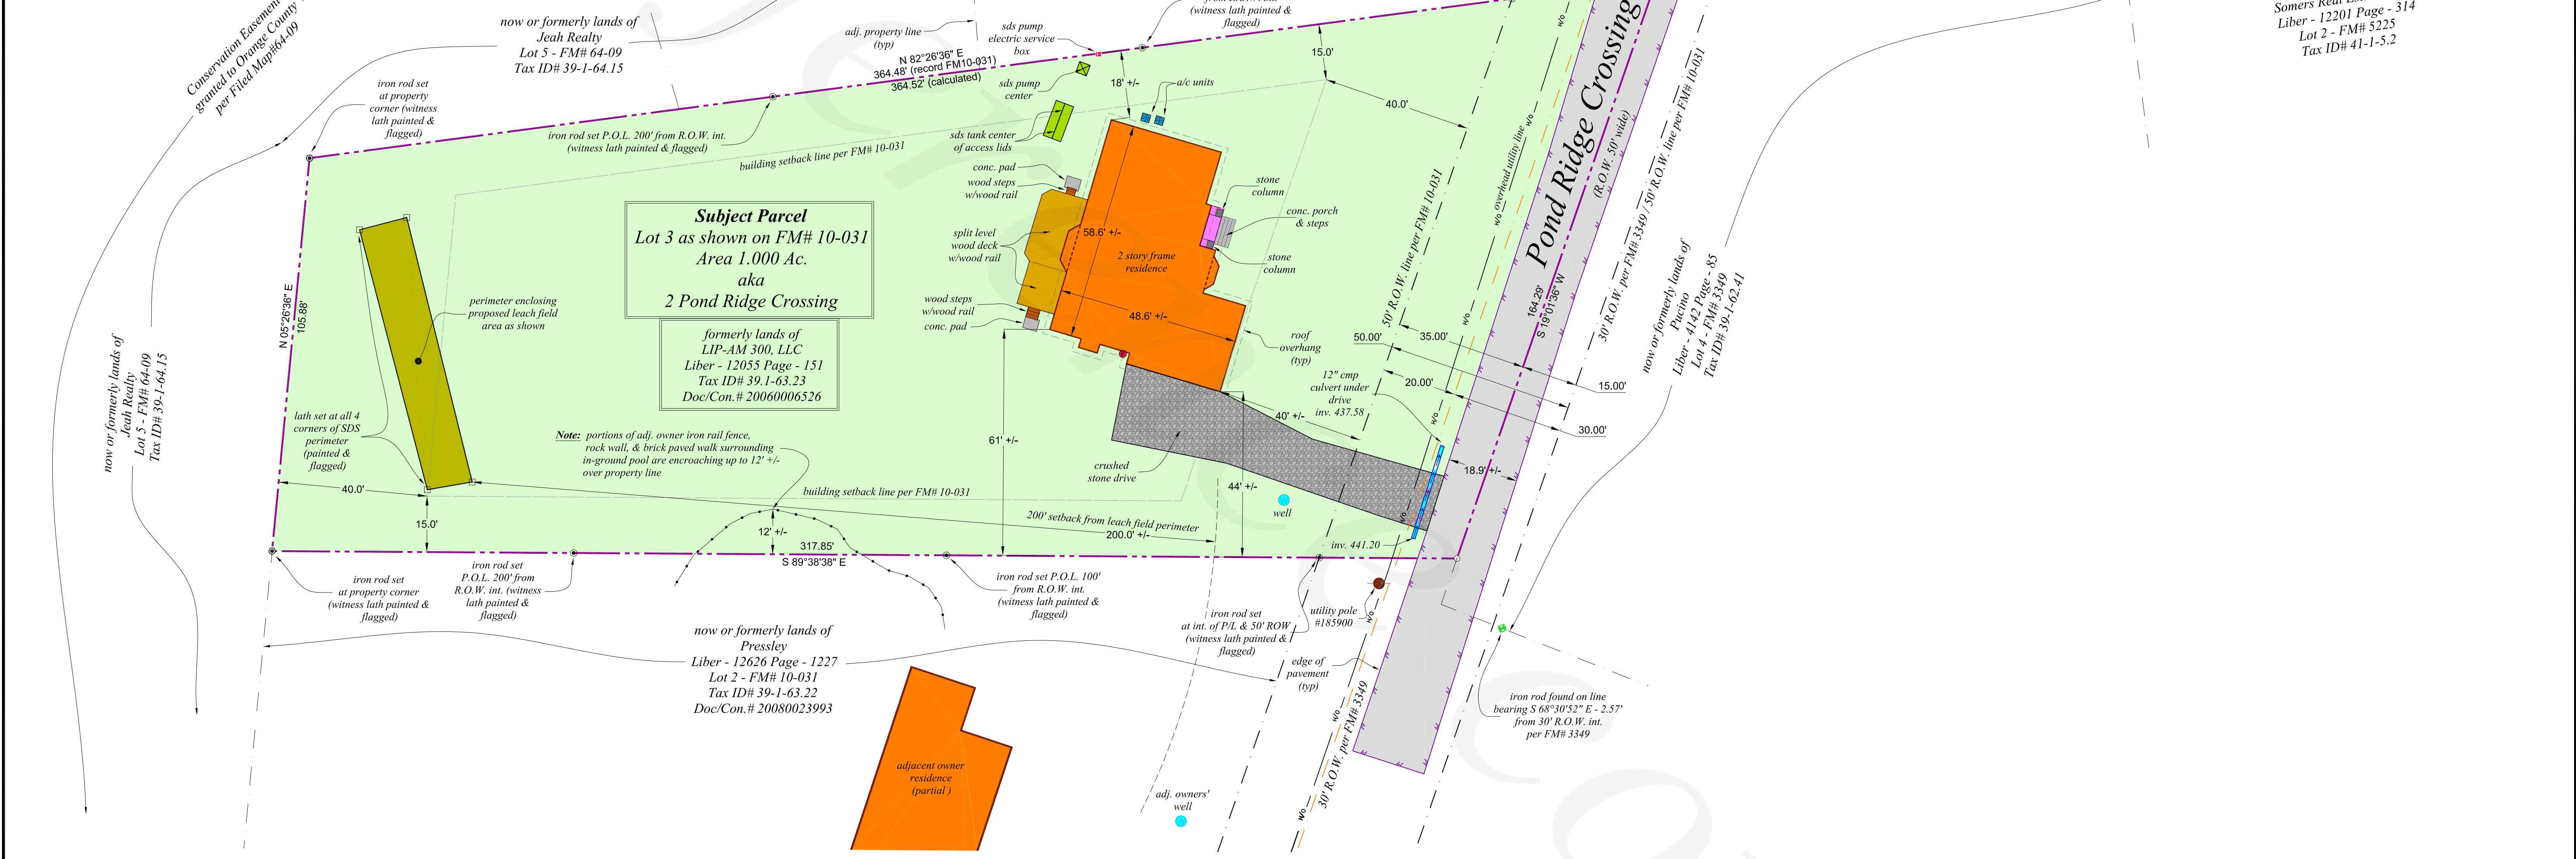 Conservation Easement
granted to Orange County
per Filed Map#64-09
now or formerly lands of
Jeah Realty
Lot 5 - FM# 64-09
Tax ID# 39-1-64.15
iron rod set
at property
corner (witness
lath painted &
flagged)
iron rod set P.O.L. 200' from R.O.W. int.
(witness lath painted & flagged)
adj. property line
(typ)
N 82°26'36" E
364.48' (record FM10-031)
364.52' (calculated)
sds pump
electric service
box
(witness lath painted &
flagged)
sds pump
center
18' +/-
a/c units
15.0'
40.0'
sds tank center
of access lids
building setback line per FM# 10-031
conc. pad
wood steps
w/wood rail
split level
wood deck
w/wood rail
wood steps
w/wood rail
conc. pad
58.6' +/-
2 story frame
residence
48.6' +/-
stone
column
conc. porch
& steps
stone
column
roof
overhang
(typ)
Subject Parcel
Lot 3 as shown on FM# 10-031
Area 1.000 Ac.
aka
2 Pond Ridge Crossing
formerly lands of
LIP-AM 300, LLC
Liber - 12055 Page - 151
Tax ID# 39.1-63.23
Doc/Con.# 20060006526
perimeter enclosing
proposed leach field
area as shown
N 05°26'36" E
105.88'
now or formerly lands of
Jeah Realty
Lot 5 - FM# 64-09
Tax ID# 39-1-64.15
lath set at all 4
corners of SDS
perimeter
(painted &
flagged)
40.0'
15.0'
Note: portions of adj. owner iron rail fence,
rock wall, & brick paved walk surrounding
in-ground pool are encroaching up to 12' +/-
over property line
building setback line per FM# 10-031
12' +/-
200' setback from leach field perimeter
200.0' +/-
61' +/-
44' +/-
40' +/-
crushed
stone drive
well
12" cmp
culvert under
drive
inv. 437.58
inv. 441.20
50' R.O.W. line per FM# 10-031
w/o overhead utility line w/o
w/o
w/o
w/o
w/o
w/o
w/o
w/o
w/o
Pond Ridge Crossing
(R.O.W. 50' wide)
164.29'
S 19°01'36" W
30' R.O.W. per FM# 3349 / 50' R.O.W. line per FM# 10-031
50.00'
35.00'
20.00'
15.00'
30.00'
18.9' +/-
now or formerly lands of
Pucino
Liber - 4142 Page - 85
Lot 4 - FM# 3349
Tax ID# 39-1-62.41
Liber - 12201 Page - 314
Lot 2 - FM# 5225
Tax ID# 41-1-5.2
317.85'
S 89°38'38" E
iron rod set
at property corner
(witness lath painted &
flagged)
iron rod set
P.O.L. 200' from
R.O.W. int. (witness
lath painted &
flagged)
iron rod set P.O.L. 100'
from R.O.W. int.
(witness lath painted &
flagged)
iron rod set
at int. of P/L & 50' ROW
(witness lath painted &
flagged)
utility pole
#185900
edge of
pavement
(typ)
30' R.O.W. per FM# 3349
iron rod found on line
bearing S 68°30'52" E - 2.57'
from 30' R.O.W. int.
per FM# 3349
now or formerly lands of
Pressley
Liber - 12626 Page - 1227
Lot 2 - FM# 10-031
Tax ID# 39-1-63.22
Doc/Con.# 20080023993
adjacent owner
residence
(partial )
adj. owners'
well